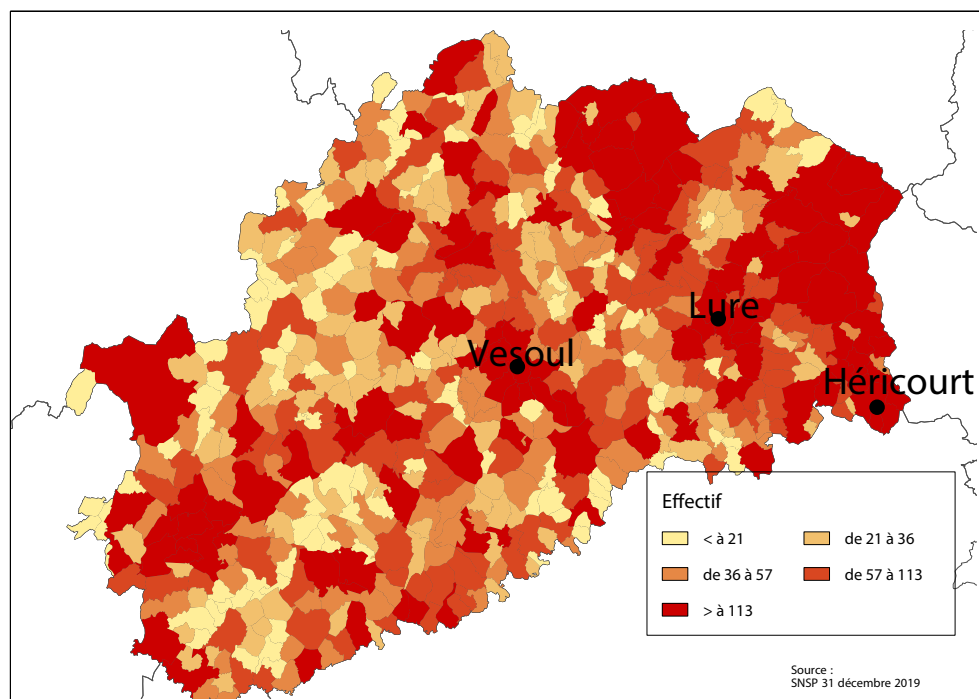 Lure
Vesoul
Héricourt
Effectif
< à 21
de 21 à 36
de 36 à 57
de 57 à 113
> à 113
Source :
SNSP 31 décembre 2019